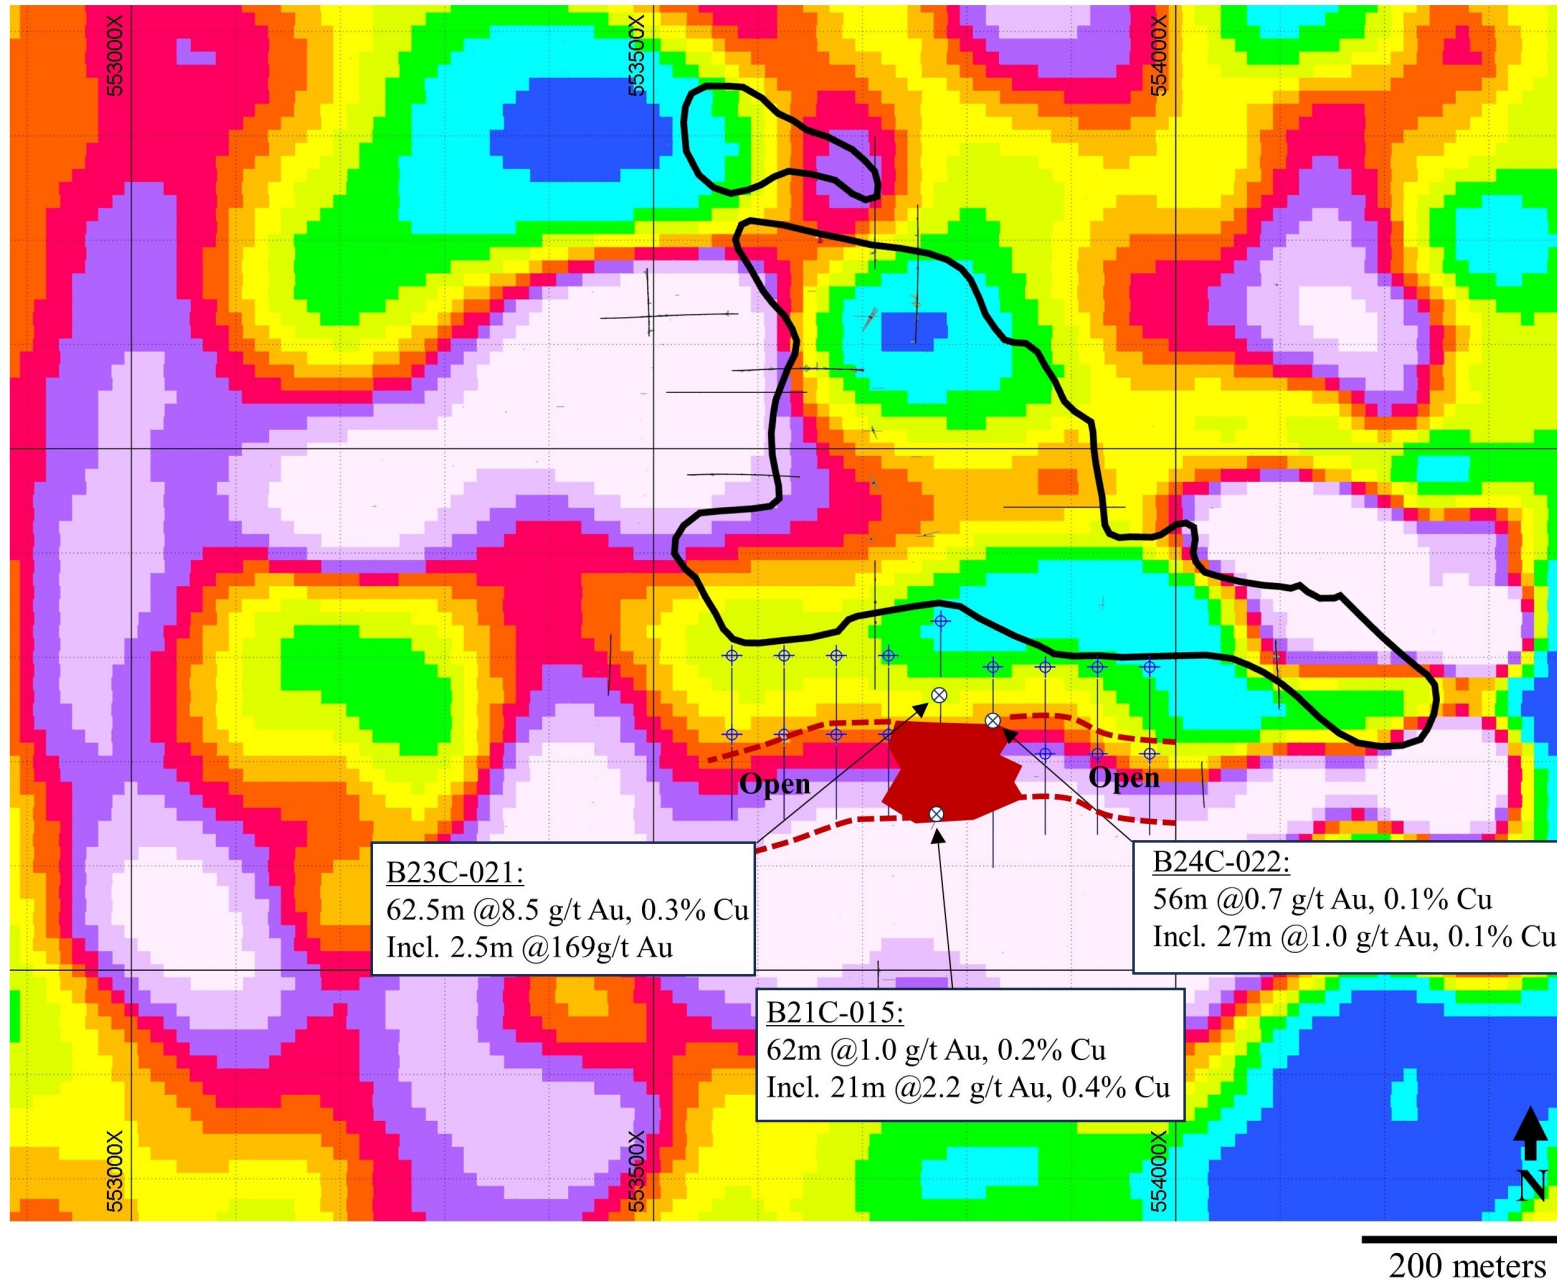 553000X
553500X
554000X
Open
Open
B23C-021:
62.5m @8.5 g/t Au, 0.3% Cu
Incl. 2.5m @169g/t Au
B24C-022:
56m @0.7 g/t Au, 0.1% Cu
Incl. 27m @1.0 g/t Au, 0.1% Cu
B21C-015:
62m @1.0 g/t Au, 0.2% Cu
Incl. 21m @2.2 g/t Au, 0.4% Cu
553000X
553500X
554000X
N
200 meters